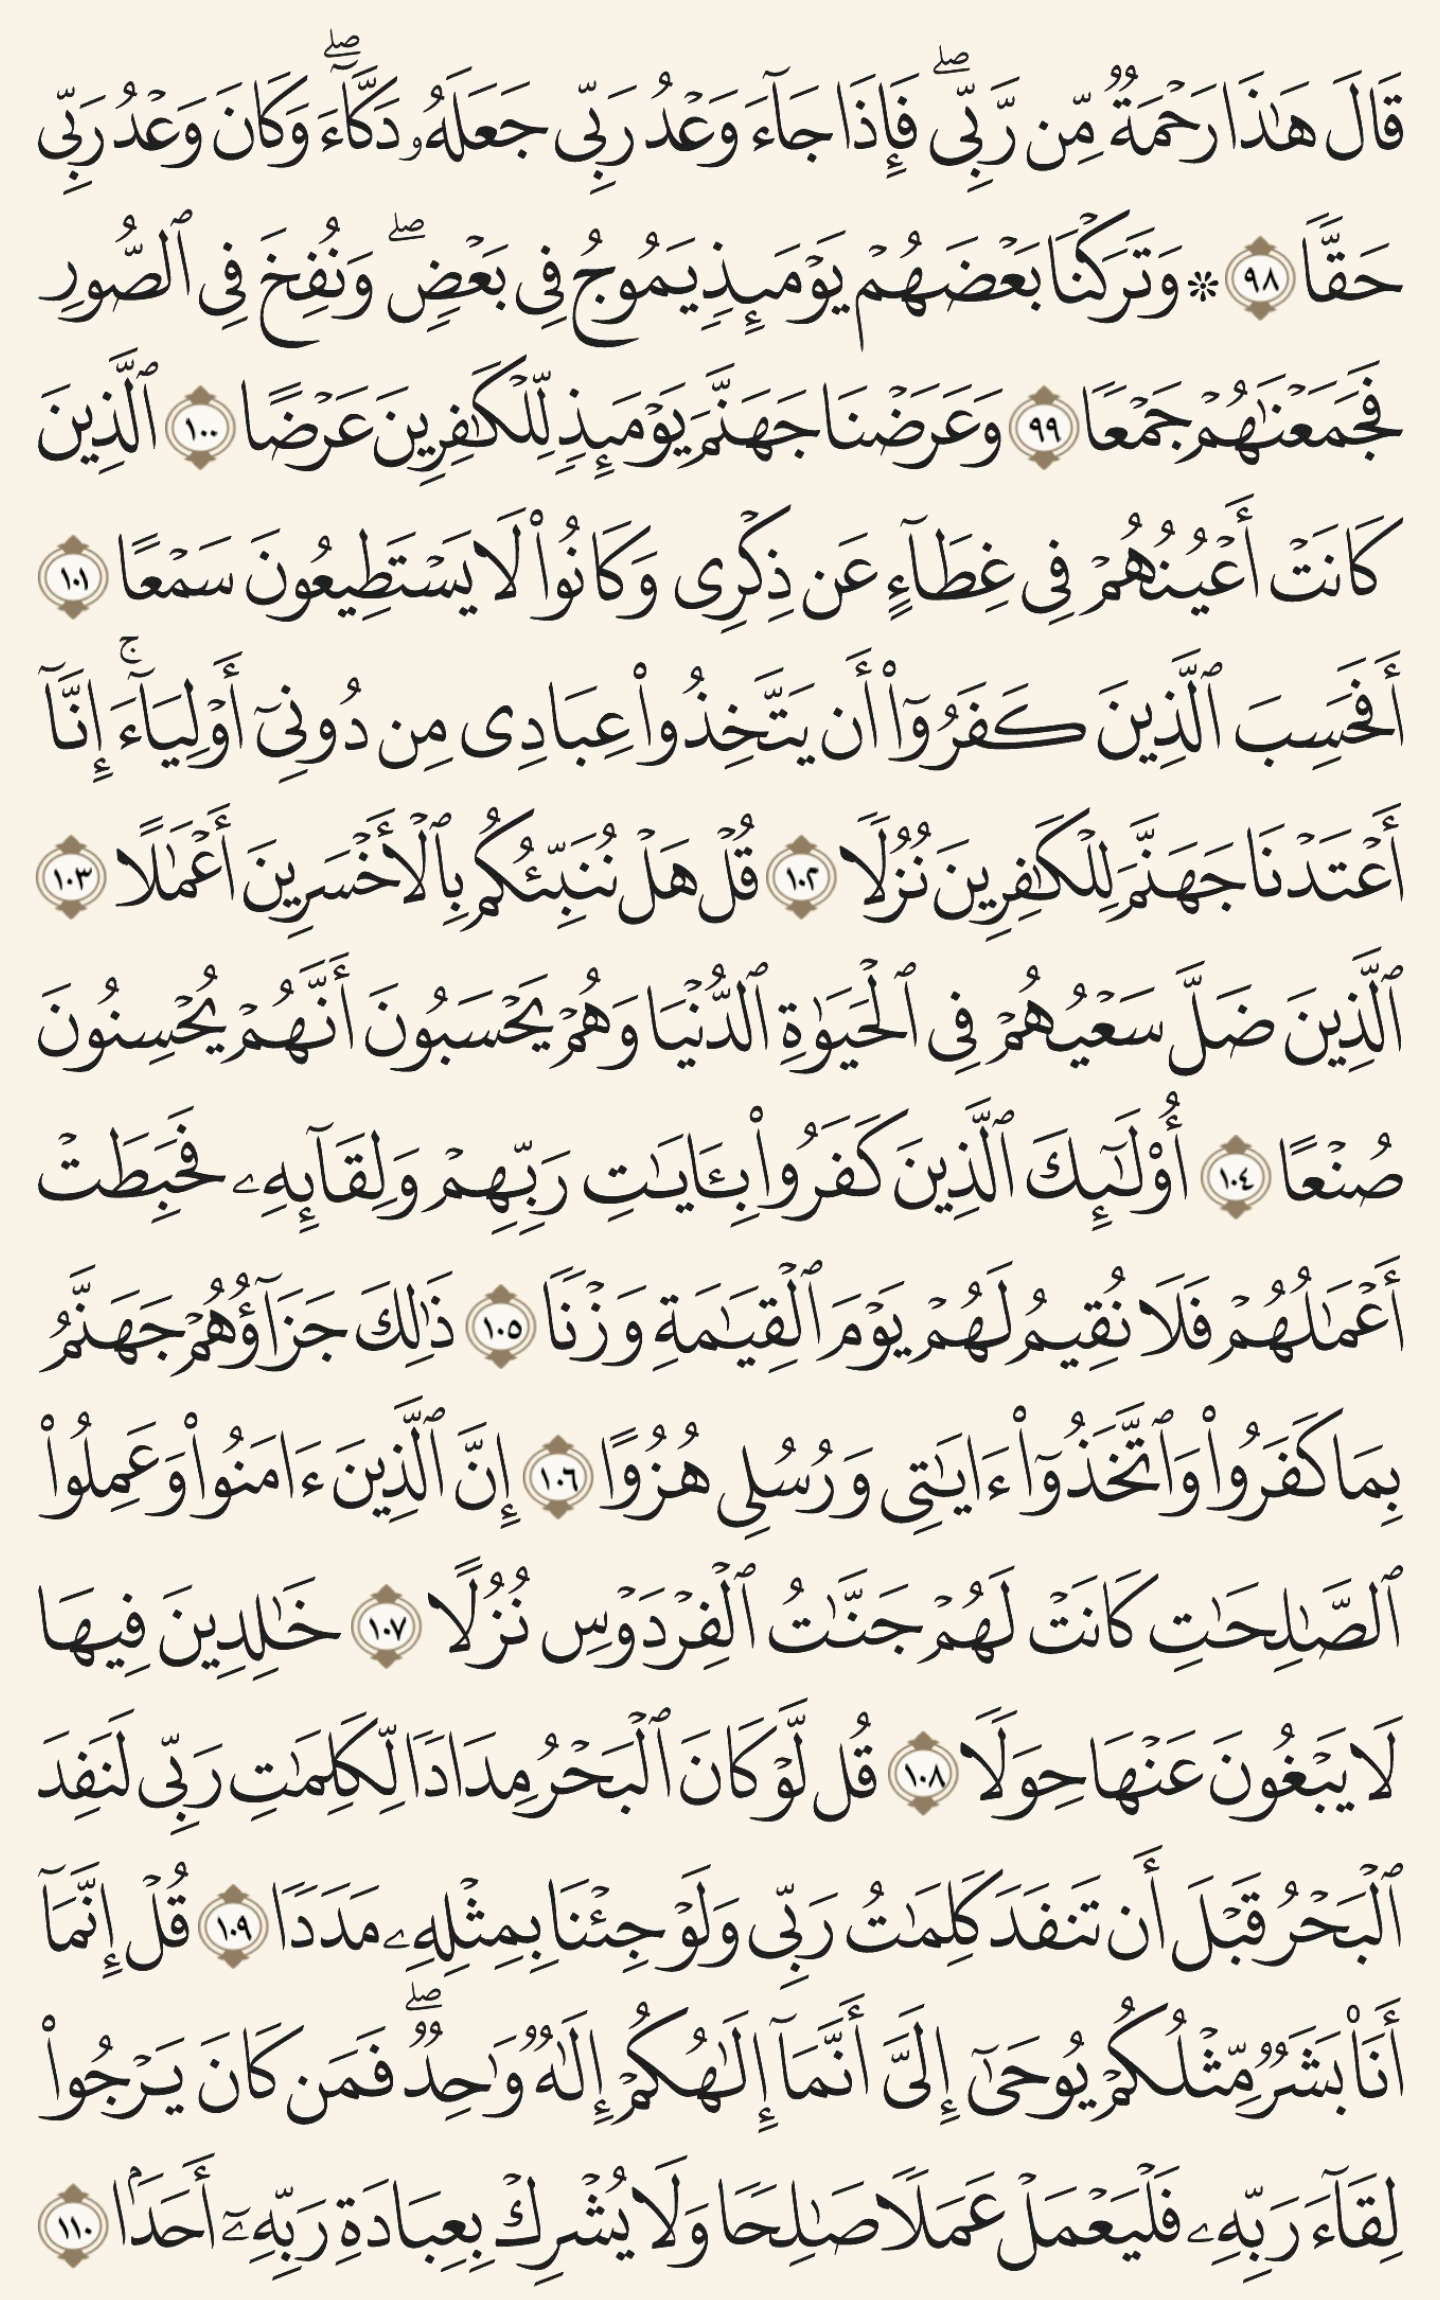 قَالَ هَٰذَا رَحْمَةٌ مِّن رَّبِّي ۖ فَإِذَا جَآءَ وَعْدُ رَبِّي جَعَلَهُۥ دَكَّآءَ ۖ وَكَانَ وَعْدُ رَبِّي
حَقًّا ٩٨ ۞ وَتَرَكْنَا بَعْضَهُمْ يَوْمَئِذٍ يَمُوجُ فِي بَعْضٍ ۖ وَنُفِخَ فِي ٱلصُّورِ
فَجَمَعْنَٰهُمْ جَمْعًا ٩٩ وَعَرَضْنَا جَهَنَّمَ يَوْمَئِذٍ لِّلْكَٰفِرِينَ عَرْضًا ١٠٠ ٱلَّذِينَ
كَانَتْ أَعْيُنُهُمْ فِي غِطَآءٍ عَن ذِكْرِي وَكَانُوا۟ لَا يَسْتَطِيعُونَ سَمْعًا ١٠١
أَفَحَسِبَ ٱلَّذِينَ كَفَرُوٓا۟ أَن يَتَّخِذُوا۟ عِبَادِي مِن دُونِيٓ أَوْلِيَآءَ ۚ إِنَّآ
أَعْتَدْنَا جَهَنَّمَ لِلْكَٰفِرِينَ نُزُلًا ١٠٢ قُلْ هَلْ نُنَبِّئُكُم بِٱلْأَخْسَرِينَ أَعْمَٰلًا ١٠٣
ٱلَّذِينَ ضَلَّ سَعْيُهُمْ فِي ٱلْحَيَوٰةِ ٱلدُّنْيَا وَهُمْ يَحْسَبُونَ أَنَّهُمْ يُحْسِنُونَ
صُنْعًا ١٠٤ أُو۟لَٰٓئِكَ ٱلَّذِينَ كَفَرُوا۟ بِـَٔايَٰتِ رَبِّهِمْ وَلِقَآئِهِۦ فَحَبِطَتْ
أَعْمَٰلُهُمْ فَلَا نُقِيمُ لَهُمْ يَوْمَ ٱلْقِيَٰمَةِ وَزْنًا ١٠٥ ذَٰلِكَ جَزَآؤُهُمْ جَهَنَّمُ
بِمَا كَفَرُوا۟ وَٱتَّخَذُوٓا۟ ءَايَٰتِي وَرُسُلِي هُزُوًا ١٠٦ إِنَّ ٱلَّذِينَ ءَامَنُوا۟ وَعَمِلُوا۟
ٱلصَّٰلِحَٰتِ كَانَتْ لَهُمْ جَنَّٰتُ ٱلْفِرْدَوْسِ نُزُلًا ١٠٧ خَٰلِدِينَ فِيهَا
لَا يَبْغُونَ عَنْهَا حِوَلًا ١٠٨ قُل لَّوْ كَانَ ٱلْبَحْرُ مِدَادًا لِّكَلِمَٰتِ رَبِّي لَنَفِدَ
ٱلْبَحْرُ قَبْلَ أَن تَنفَدَ كَلِمَٰتُ رَبِّي وَلَوْ جِئْنَا بِمِثْلِهِۦ مَدَدًا ١٠٩ قُلْ إِنَّمَآ
أَنَا۠ بَشَرٌ مِّثْلُكُمْ يُوحَىٰٓ إِلَيَّ أَنَّمَآ إِلَٰهُكُمْ إِلَٰهٌ وَٰحِدٌ ۖ فَمَن كَانَ يَرْجُوا۟
لِقَآءَ رَبِّهِۦ فَلْيَعْمَلْ عَمَلًا صَٰلِحًا وَلَا يُشْرِكْ بِعِبَادَةِ رَبِّهِۦٓ أَحَدًۢا ١١٠